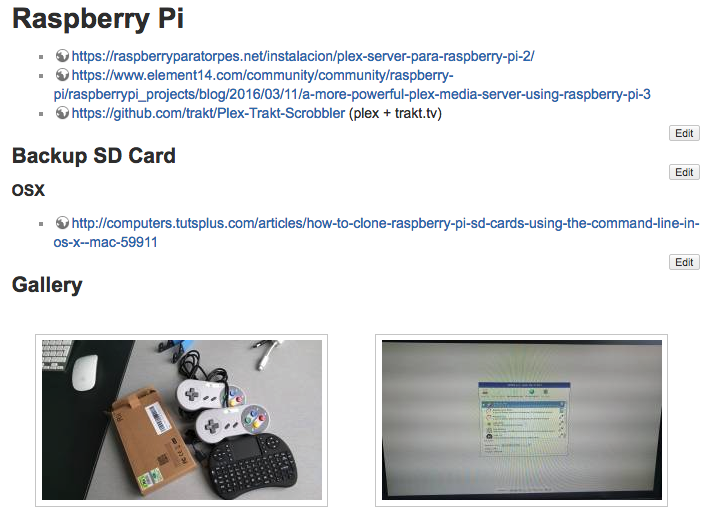 Raspberry Pi
https://raspberryparatorpes.net/instalacion/plex-server-para-raspberry-pi-2/
https://www.element14.com/community/community/raspberry-
pi/raspberrypi_projects/blog/2016/03/11/a-more-powerful-plex-media-server-using-raspberry-pi-3
https://github.com/trakt/Plex-Trakt-Scrobbler (plex + trakt.tv)
Edit
Backup SD Card
Edit
OSX
http://computers.tutsplus.com/articles/how-to-clone-raspberry-pi-sd-cards-using-the-command-line-in-
os-x--mac-59911
Edit
Gallery